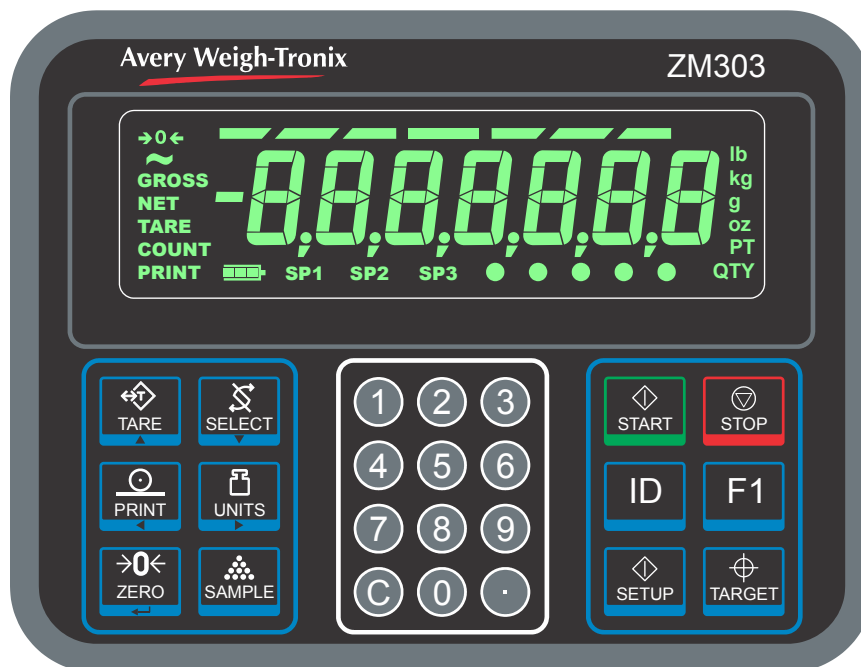 Avery Weigh-Tronix
ZM303
→0←
~
GROSS
NET
TARE
COUNT
PRINT
-8,8,8,8,8,8,8
SP1 SP2 SP3
lb
kg
g
oz
PT
QTY
TARE SELECT
PRINT UNITS
→0← ZERO SAMPLE
1 2 3
4 5 6
7 8 9
C 0 .
START STOP
ID F1
SETUP TARGET